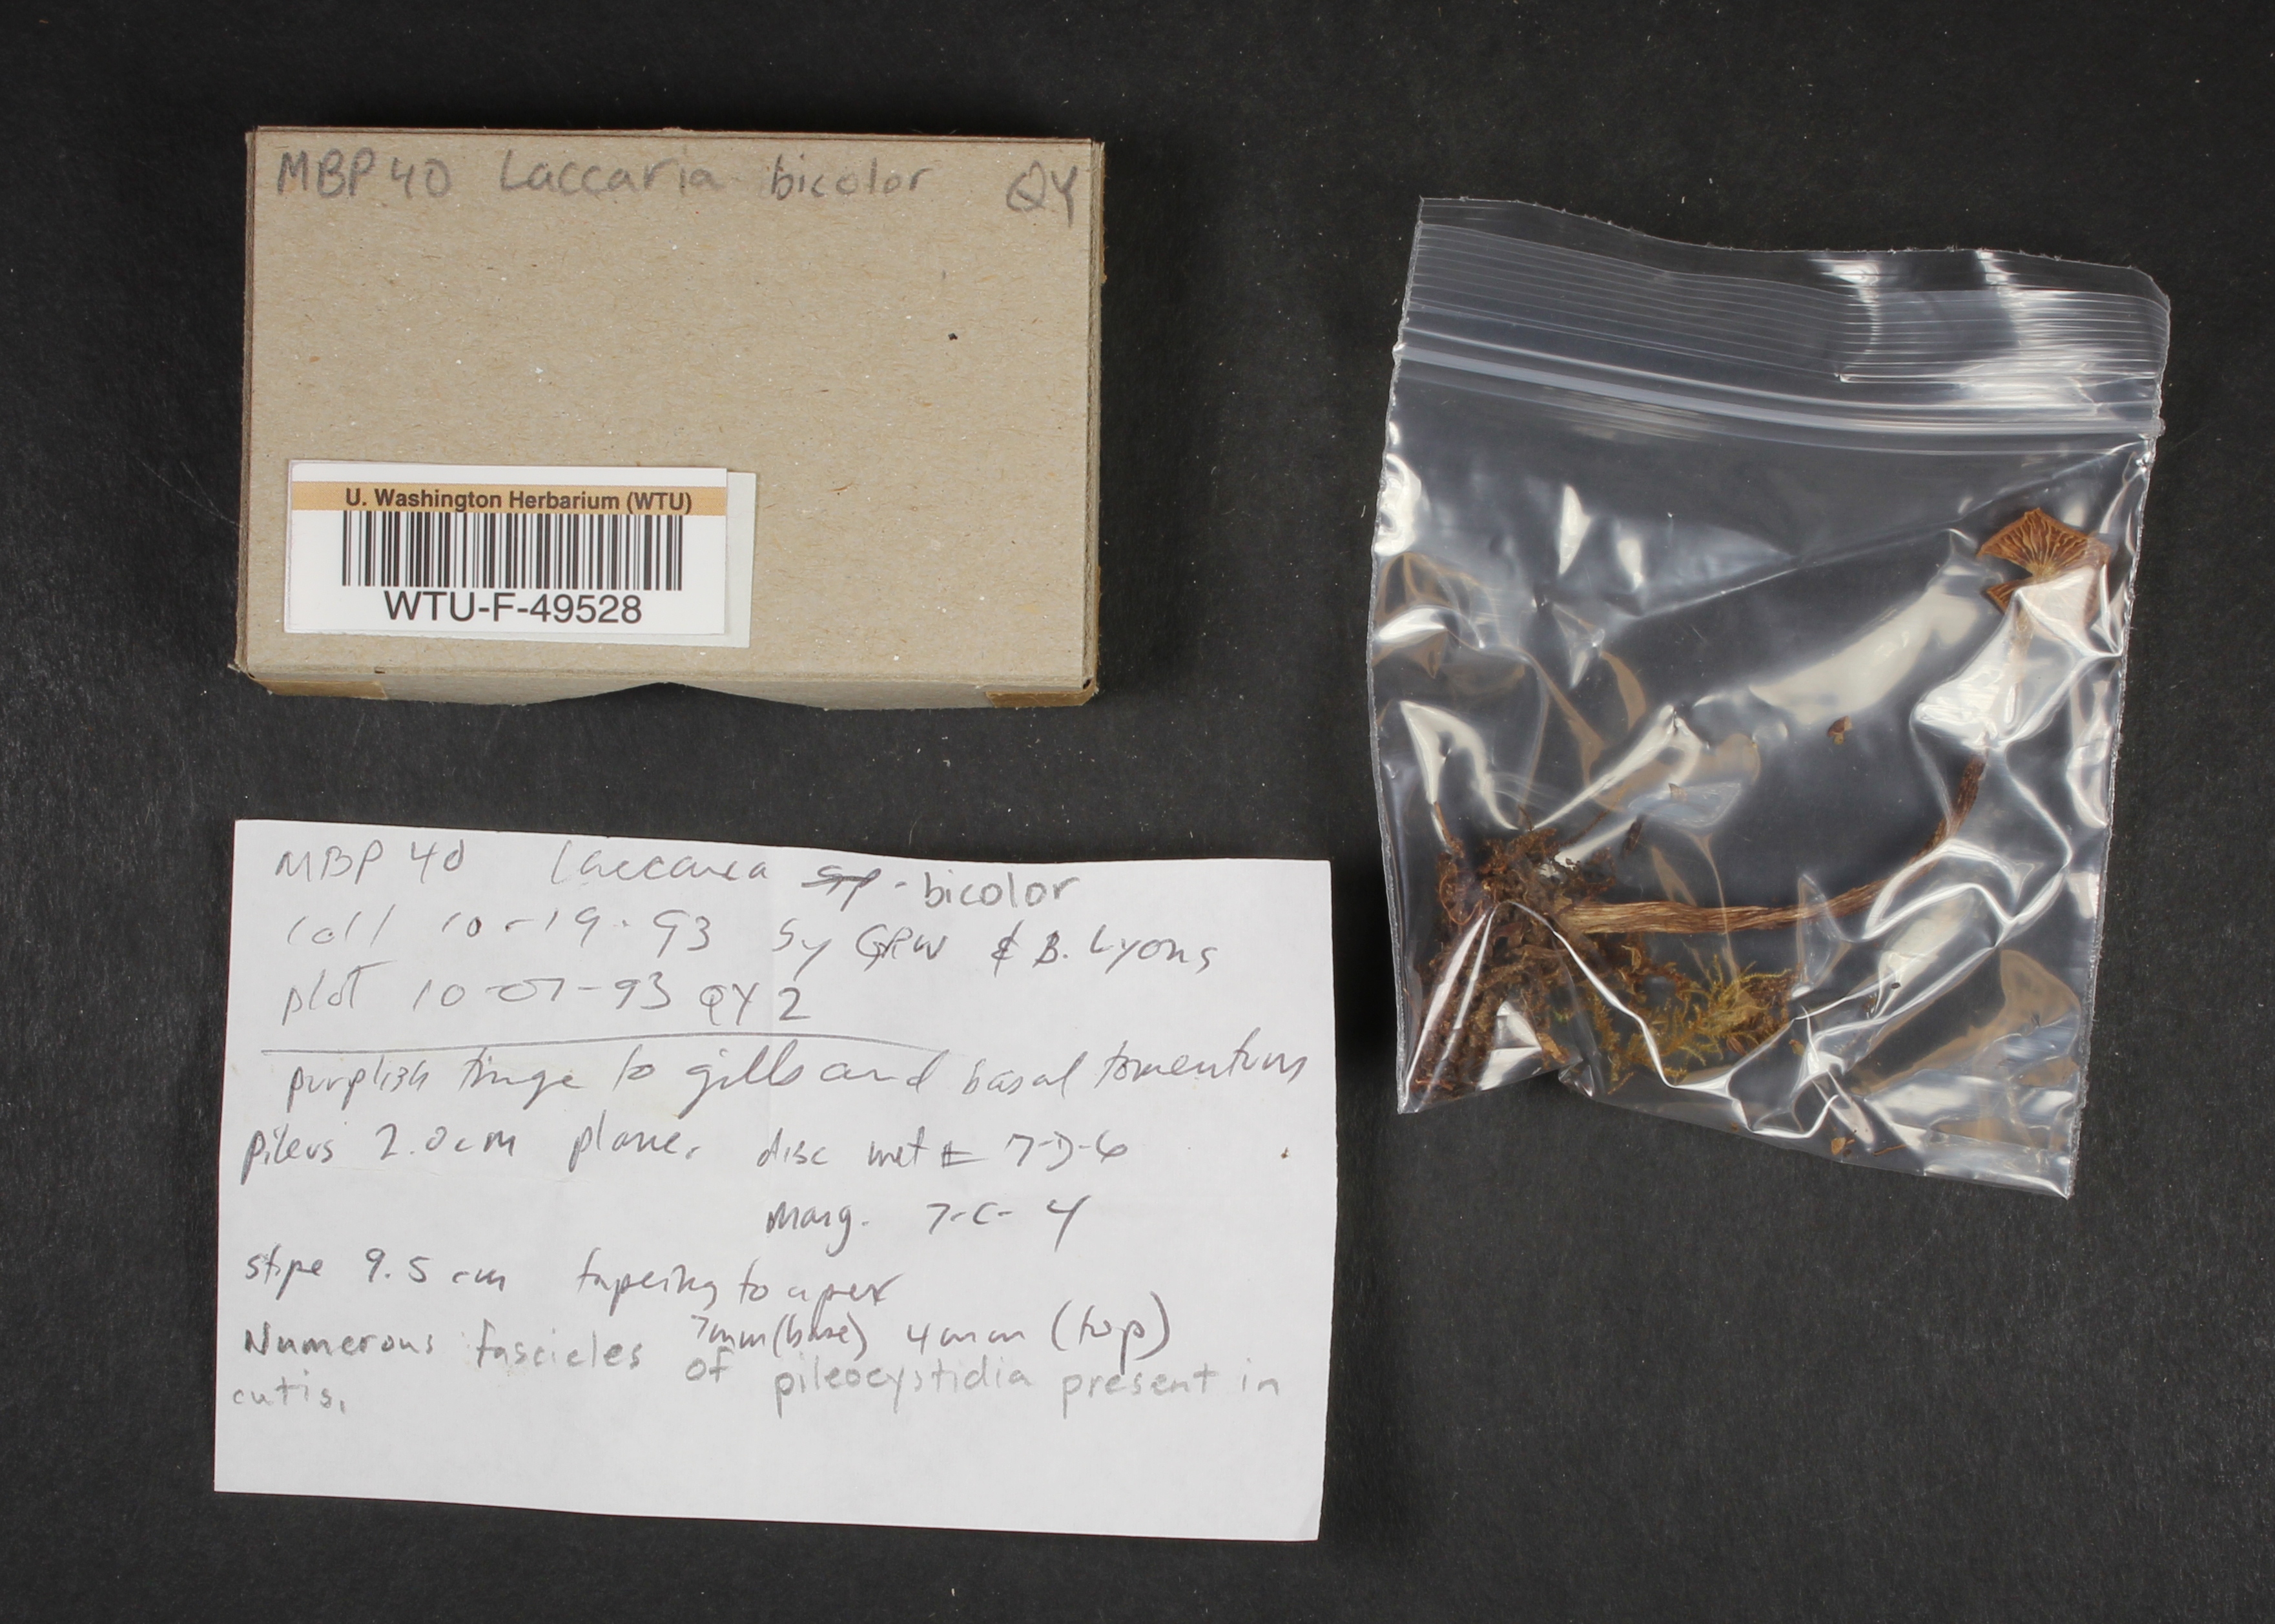 MBP 40 Laccaria bicolor QY
U. Washington Herbarium (WTU)
WTU-F-49528
MBP 40 Laccaria sp. bicolor
coll 10-19-93 by GRW & B. Lyons
plot 10-07-93 QY 2
purplish tinge to gills and basal tomentum
pileus 2.0cm plane, disc wet 7-D-6
Marg. 7-C-4
stipe 9.5 cm tapering to apex
7mm (base) 4mm (top)
Numerous fascicles of pileocystidia present in
cutis.